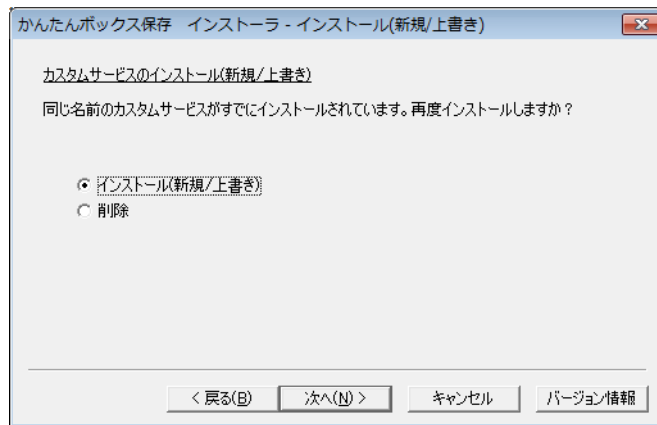 かんたんボックス保存　インストーラ - インストール(新規/上書き)
カスタムサービスのインストール(新規/上書き)
同じ名前のカスタムサービスがすでにインストールされています。再度インストールしますか？
インストール(新規/上書き)
削除
< 戻る(B) 次へ(N) > キャンセル バージョン情報